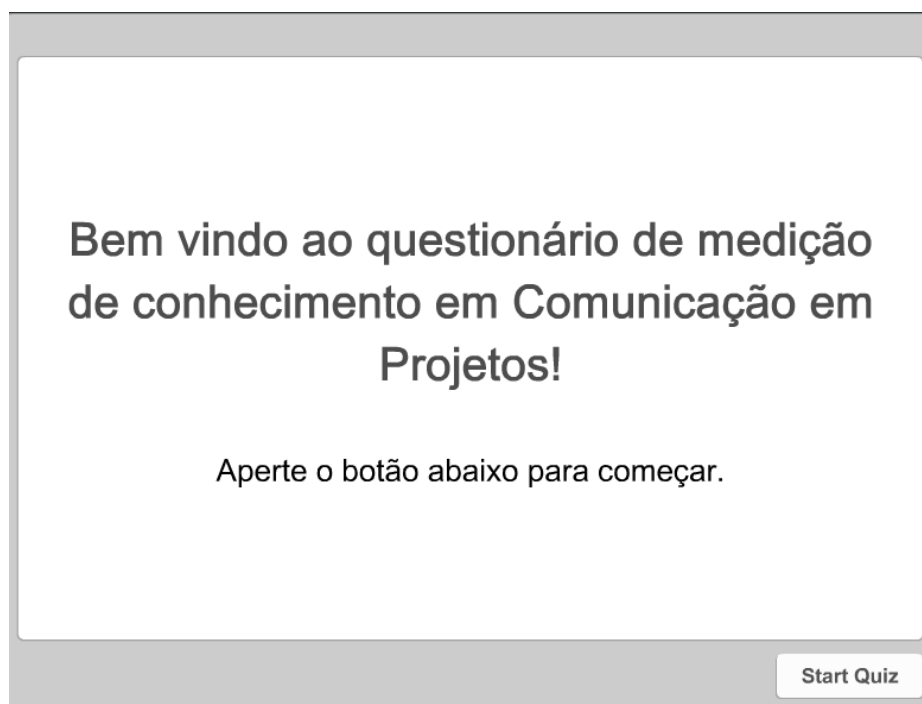 Bem vindo ao questionário de medição
de conhecimento em Comunicação em
Projetos!
Aperte o botão abaixo para começar.
Start Quiz